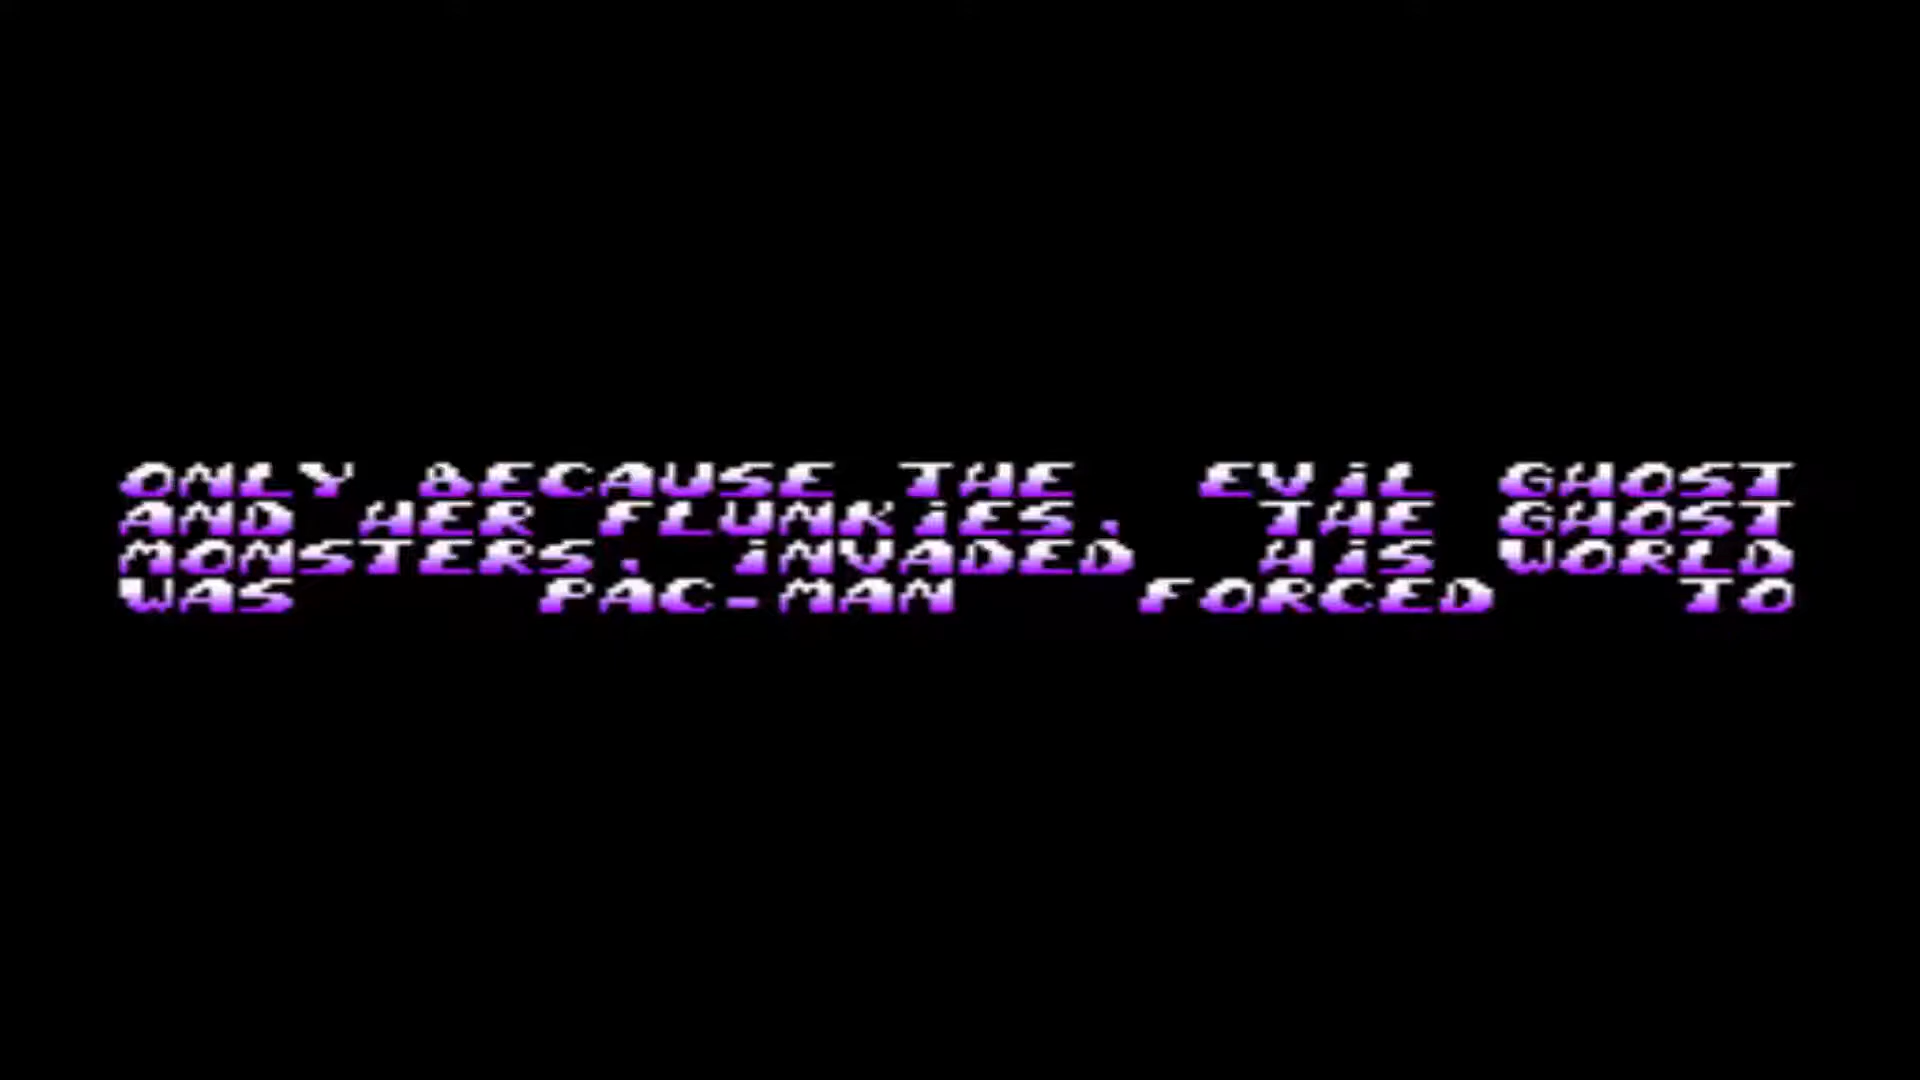 ONLY BECAUSE THE EViL GHOST
AND HER FLUNKiES, THE GHOST
MONSTERS, iNVADED HiS WORLD
WAS PAC-MAN FORCED TO